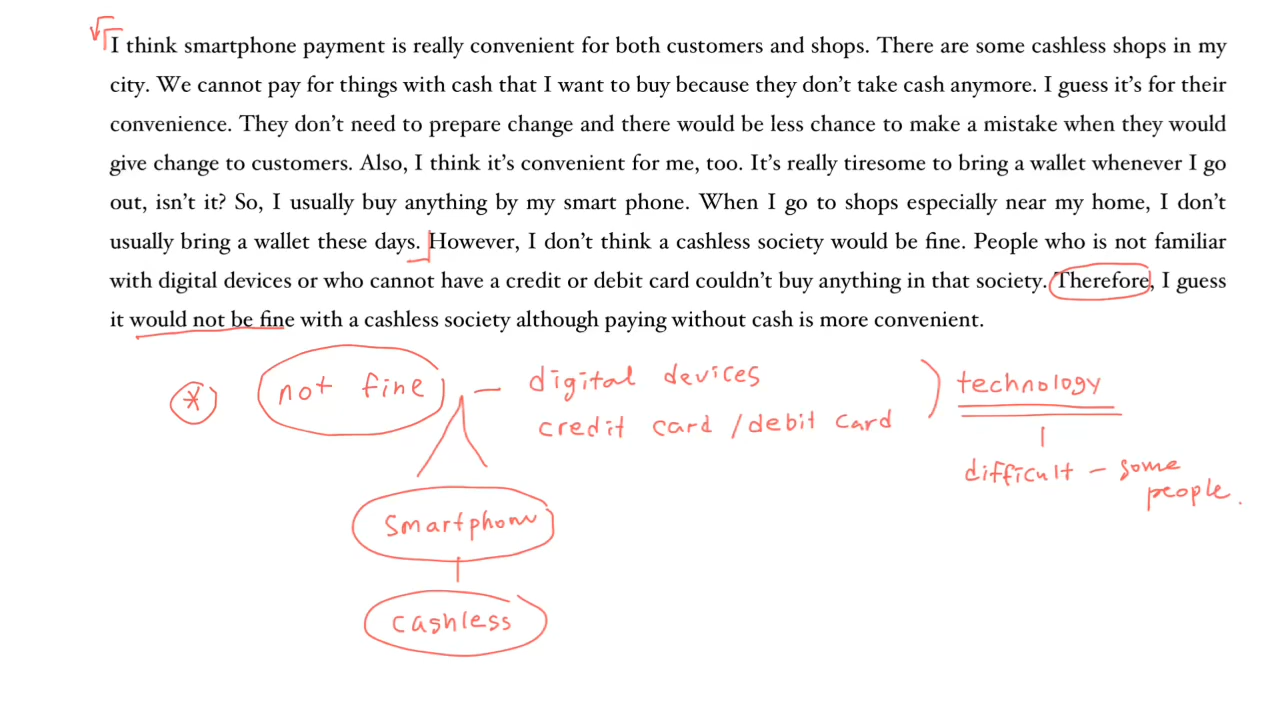 I think smartphone payment is really convenient for both customers and shops. There are some cashless shops in my
city. We cannot pay for things with cash that I want to buy because they don't take cash anymore. I guess it's for their
convenience. They don't need to prepare change and there would be less chance to make a mistake when they would
give change to customers. Also, I think it's convenient for me, too. It's really tiresome to bring a wallet whenever I go
out, isn't it? So, I usually buy anything by my smart phone. When I go to shops especially near my home, I don't
usually bring a wallet these days. However, I don't think a cashless society would be fine. People who is not familiar
with digital devices or who cannot have a credit or debit card couldn't buy anything in that society. Therefore, I guess
it would not be fine with a cashless society although paying without cash is more convenient.
not fine – digital devices technology
credit card / debit card
difficult – some
people.
smartphone
cashless